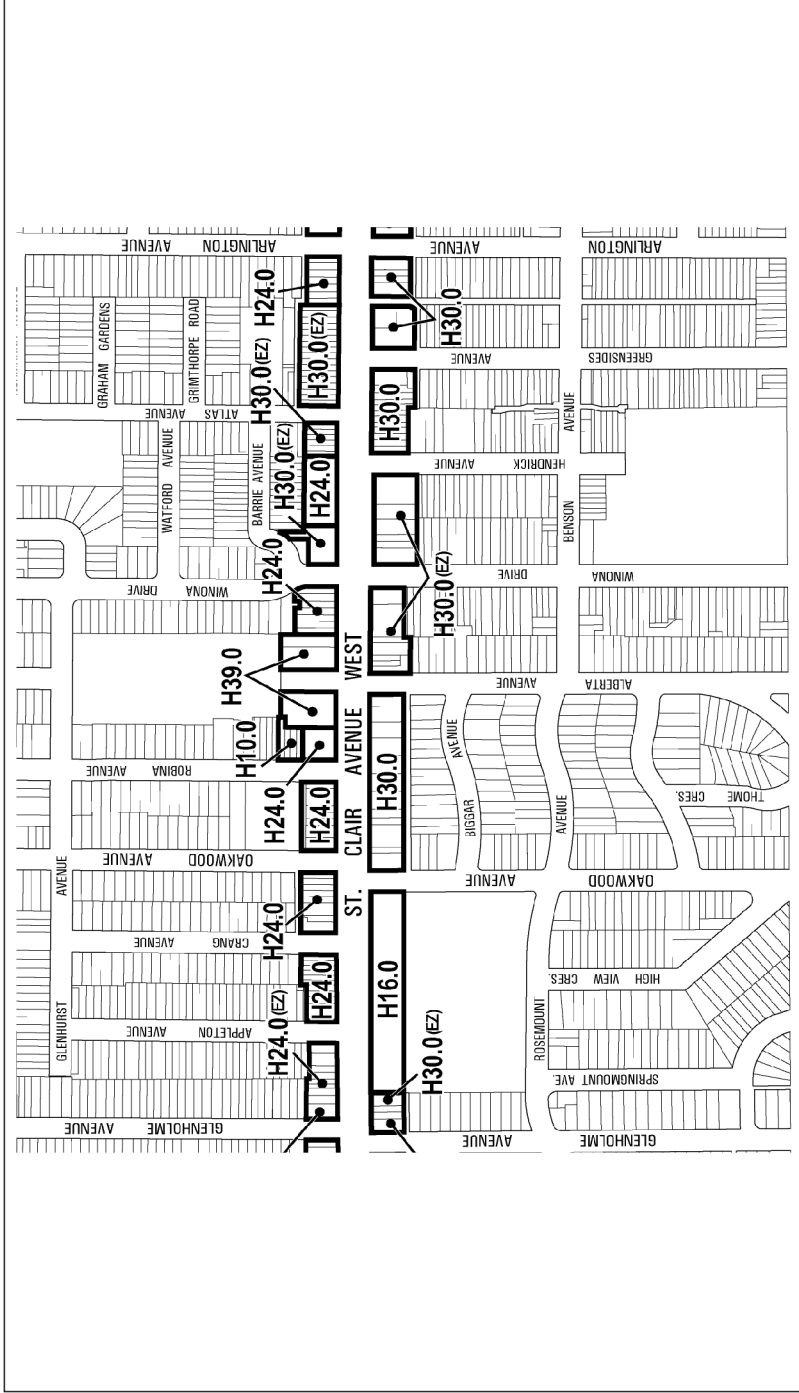 ARLINGTON AVENUE
GRAHAM GARDENS
GRIMTHORPE ROAD
H24.0
H30.0(EZ)
H30.0(EZ)
H30.0(EZ)
ATLAS AVENUE
WATFORD AVENUE
BARRIE AVENUE
H24.0
H24.0
WINONA DRIVE
H39.0
H10.0
ROBINA AVENUE
H24.0
H24.0
OAKWOOD AVENUE
GLENHURST AVENUE
H24.0
CRANG AVENUE
H24.0
H24.0(EZ)
APPLETON AVENUE
GLENHOLME AVENUE
ST. CLAIR AVENUE WEST
ARLINGTON AVENUE
H30.0
GREENSIDES AVENUE
H30.0
HENDRICK AVENUE
BENSON AVENUE
H30.0(EZ)
WINONA DRIVE
ALBERTA AVENUE
H30.0
BIGGAR AVENUE
AVENUE
THOME CRES.
OAKWOOD AVENUE
H16.0
HIGH VIEW CRES.
ROSEMOUNT
H30.0(EZ)
SPRINGMOUNT AVE.
GLENHOLME AVENUE